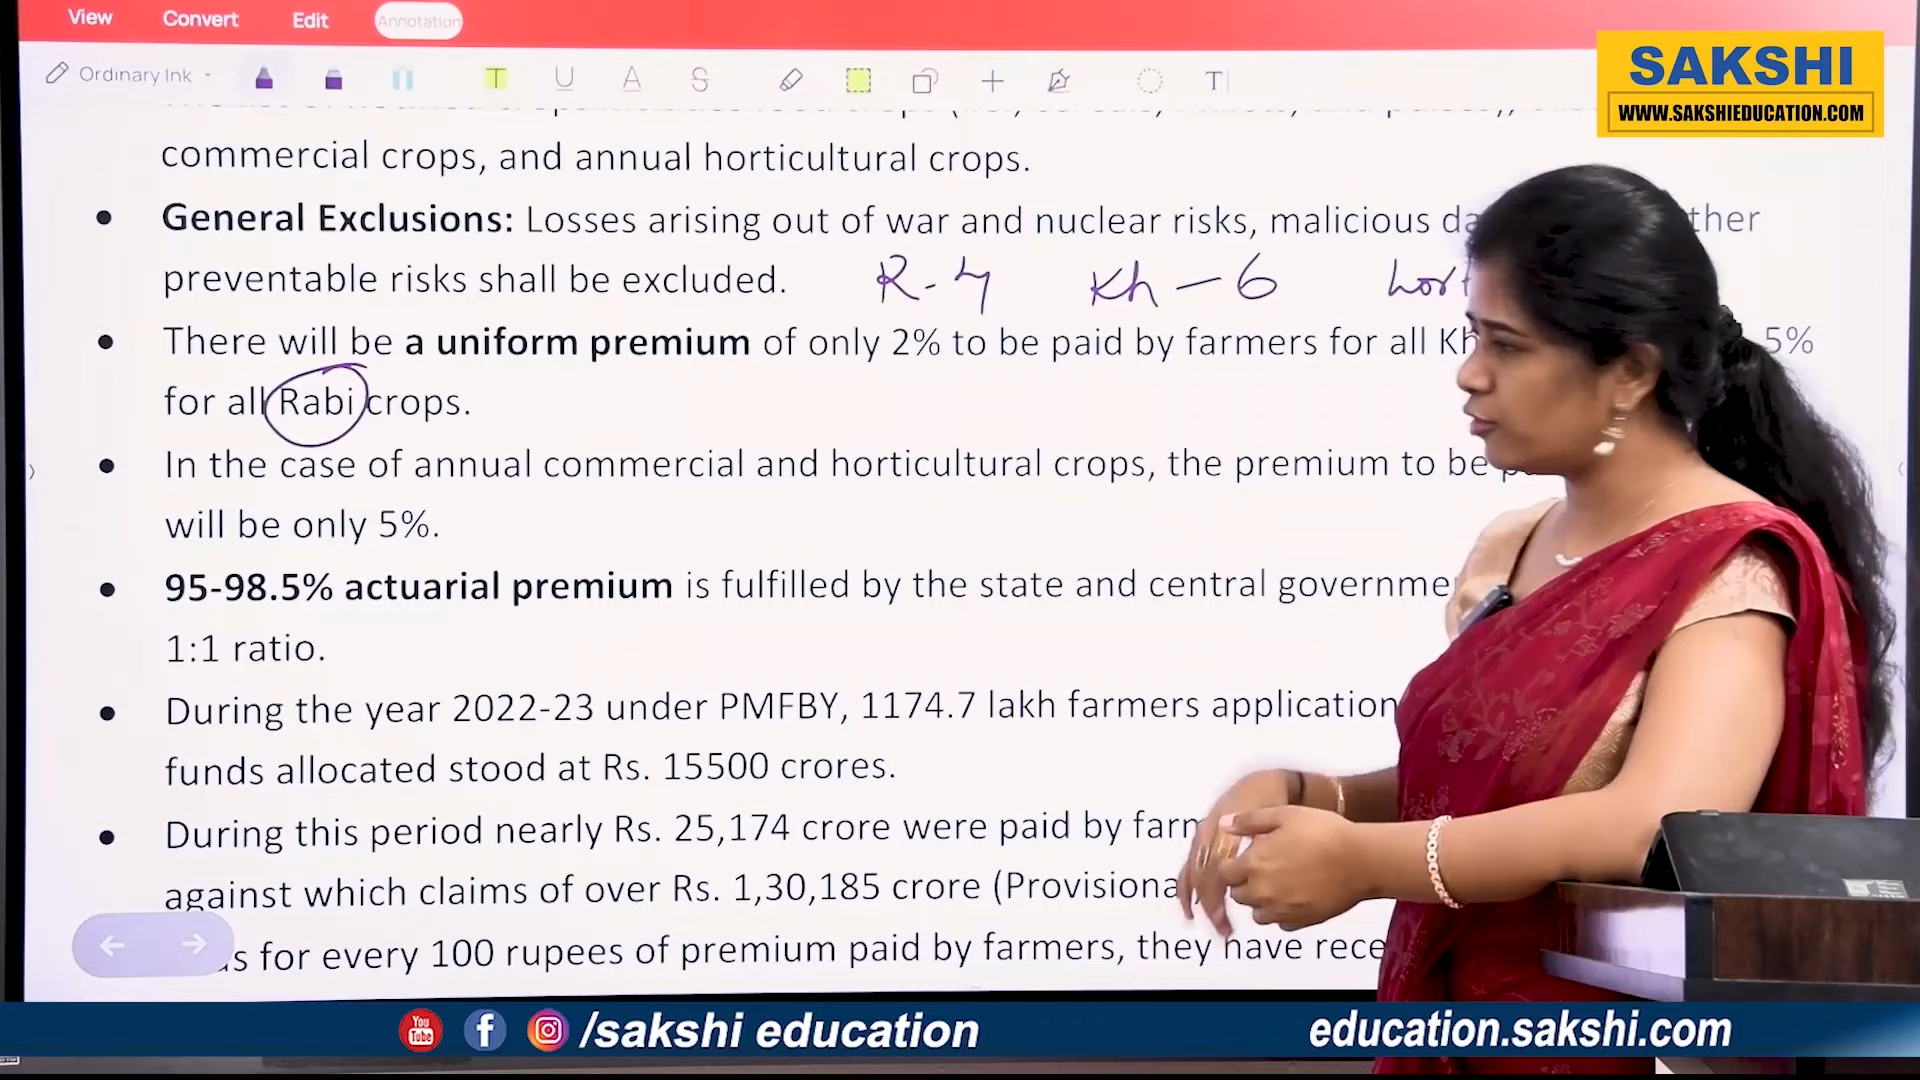 View Convert Edit Annotation
Ordinary Ink
SAKSHI
WWW.SAKSHIEDUCATION.COM
commercial crops, and annual horticultural crops.
General Exclusions: Losses arising out of war and nuclear risks, malicious da ther
preventable risks shall be excluded. R-4 Kh-6 hort
There will be a uniform premium of only 2% to be paid by farmers for all Kh 5%
for all Rabi crops.
In the case of annual commercial and horticultural crops, the premium to be
will be only 5%.
95-98.5% actuarial premium is fulfilled by the state and central governme
1:1 ratio.
During the year 2022-23 under PMFBY, 1174.7 lakh farmers application
funds allocated stood at Rs. 15500 crores.
During this period nearly Rs. 25,174 crore were paid by farm
against which claims of over Rs. 1,30,185 crore (Provisiona
s for every 100 rupees of premium paid by farmers, they have rece
You Tube /sakshi education education.sakshi.com